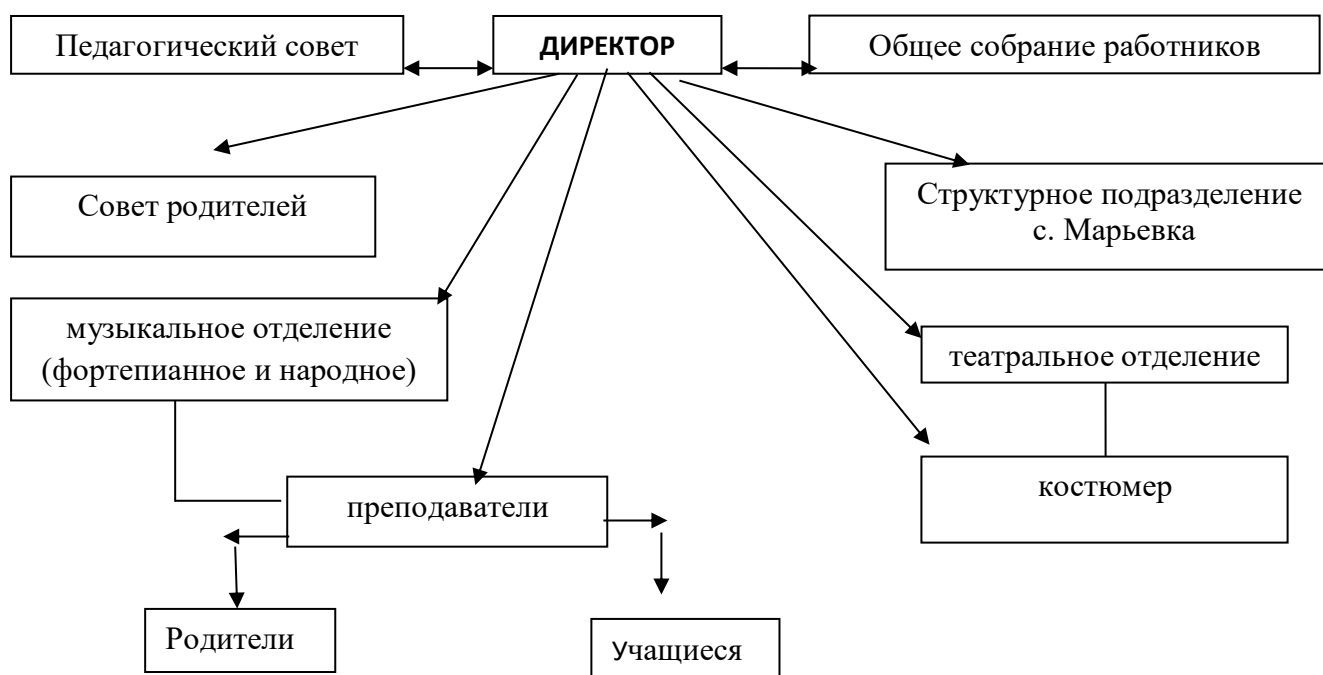 Педагогический совет
ДИРЕКТОР
Общее собрание работников
Совет родителей
Структурное подразделение
с. Марьевка
музыкальное отделение
(фортепианное и народное)
театральное отделение
костюмер
преподаватели
Родители
Учащиеся